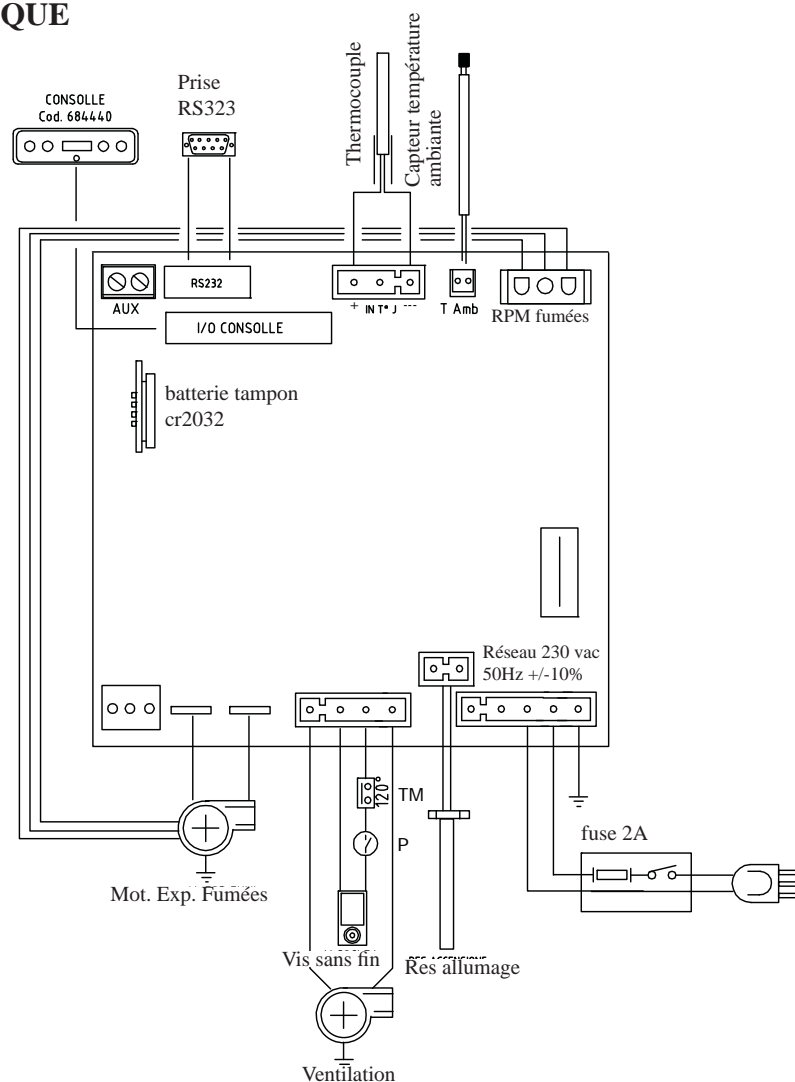 QUE
CONSOLLE
Cod. 684440
Prise
RS323
Thermocouple
Capteur température
ambiante
AUX
RS232
+ IN T° J ---
T Amb
RPM fumées
I/O CONSOLLE
batterie tampon
cr2032
Réseau 230 vac
50Hz +/-10%
120°
TM
P
fuse 2A
Mot. Exp. Fumées
Vis sans fin
Res allumage
Ventilation